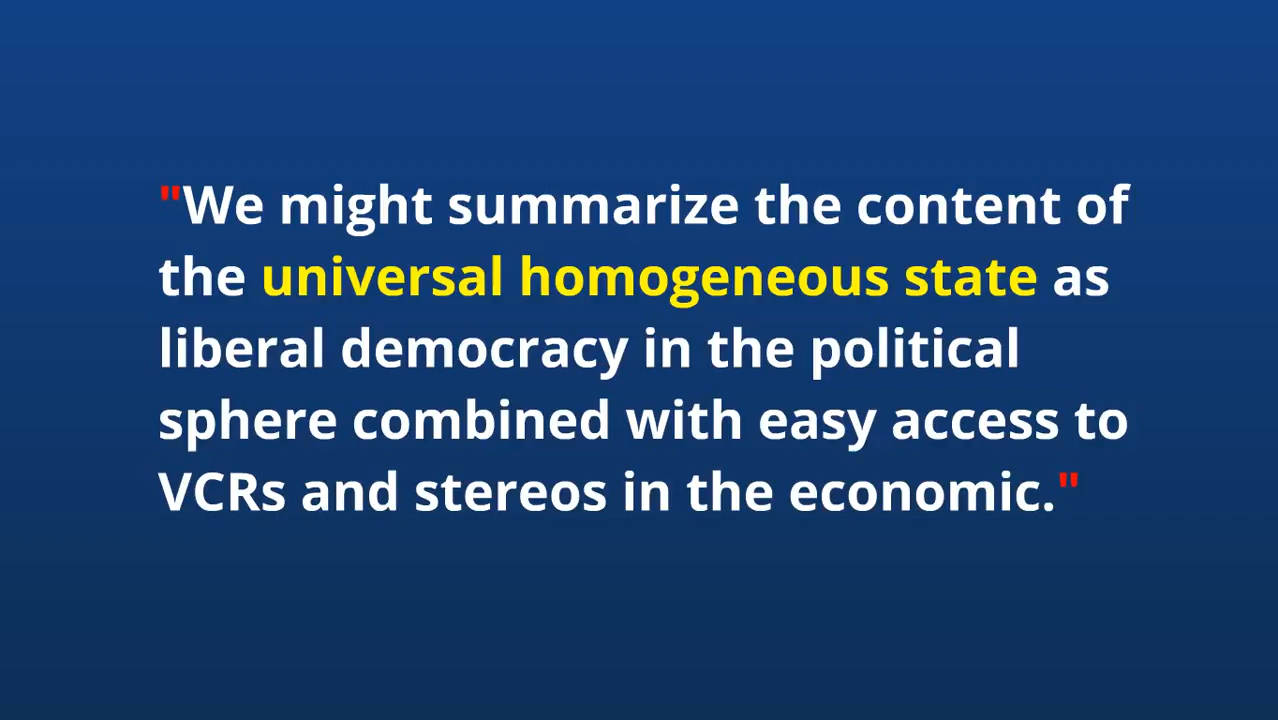 "We might summarize the content of
the universal homogeneous state as
liberal democracy in the political
sphere combined with easy access to
VCRs and stereos in the economic."